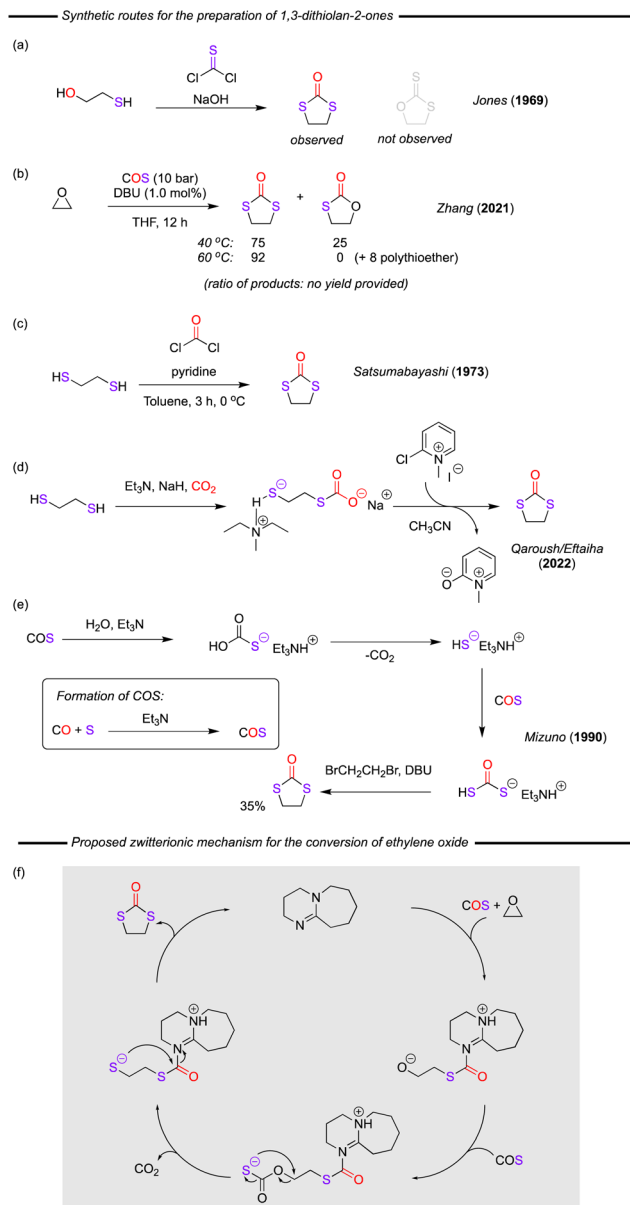 Synthetic routes for the preparation of 1,3-dithiolan-2-ones
(a)
HO
SH
S
Cl Cl
NaOH
O
S S
observed
S
O S
not observed
Jones (1969)
(b)
O
COS (10 bar)
DBU (1.0 mol%)
THF, 12 h
O
S S
+
O
S O
Zhang (2021)
40 °C: 75 25
60 °C: 92 0 (+ 8 polythioether)
(ratio of products: no yield provided)
(c)
HS
SH
O
Cl Cl
pyridine
Toluene, 3 h, 0 °C
O
S S
Satsumabayashi (1973)
(d)
HS
SH
Et₃N, NaH, CO₂
S⊖
H
N⊕
S
O
O⊖ Na⊕
Cl N⊕ I⊖
CH₃CN
⊖O N⊕
O
S S
Qaroush/Eftaiha
(2022)
(e)
COS
H₂O, Et₃N
O
HO S⊖ Et₃NH⊕
-CO₂
HS⊖ Et₃NH⊕
Formation of COS:
CO + S
Et₃N
COS
COS
Mizuno (1990)
O
HS S⊖ Et₃NH⊕
BrCH₂CH₂Br, DBU
O
S S
35%
Proposed zwitterionic mechanism for the conversion of ethylene oxide
(f)
O
S S
N
N
COS + O
⊕
NH
N
S⊖
S O
⊕
NH
N
O⊖
S O
CO₂
⊕
NH
N
S⊖
O
O
S O
COS